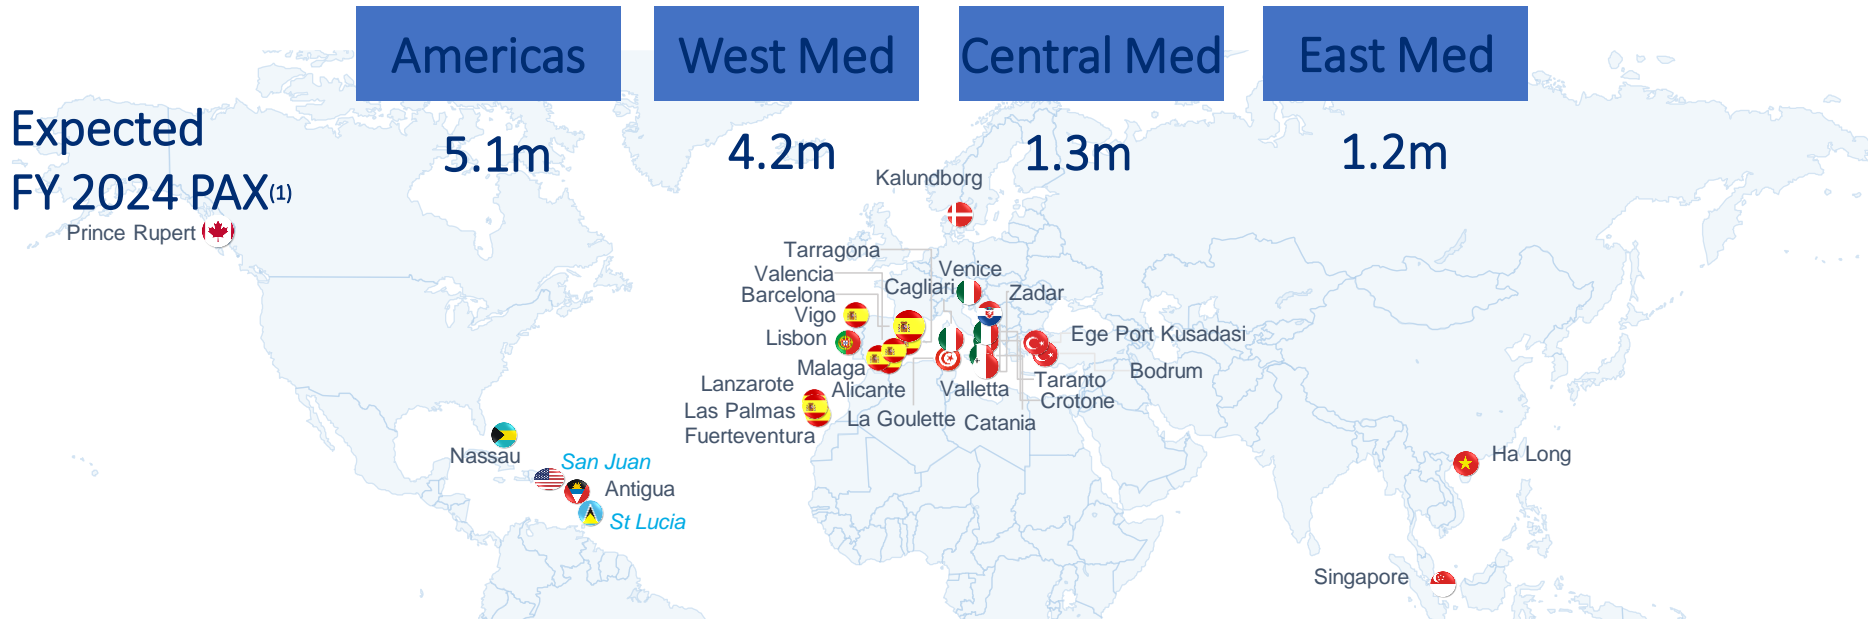 Americas
West Med
Central Med
East Med
Expected
FY 2024 PAX(1)
5.1m
4.2m
1.3m
1.2m
Kalundborg
Prince Rupert
Tarragona
Venice
Valencia
Cagliari
Zadar
Barcelona
Vigo
Lisbon
Ege Port Kusadasi
Malaga
Bodrum
Lanzarote
Alicante
Valletta
Taranto
Crotone
Las Palmas
La Goulette
Catania
Fuerteventura
Nassau
San Juan
Antigua
St Lucia
Ha Long
Singapore